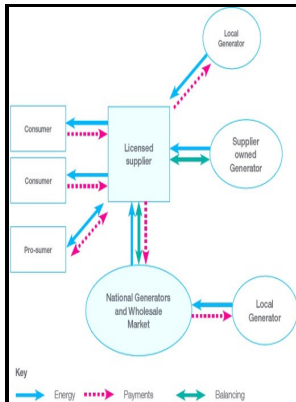 Local
Generator
Consumer
Licensed
supplier
Supplier
owned
Generator
Consumer
Pro-sumer
National Generators
and Wholesale
Market
Local
Generator
Key
Energy
Payments
Balancing